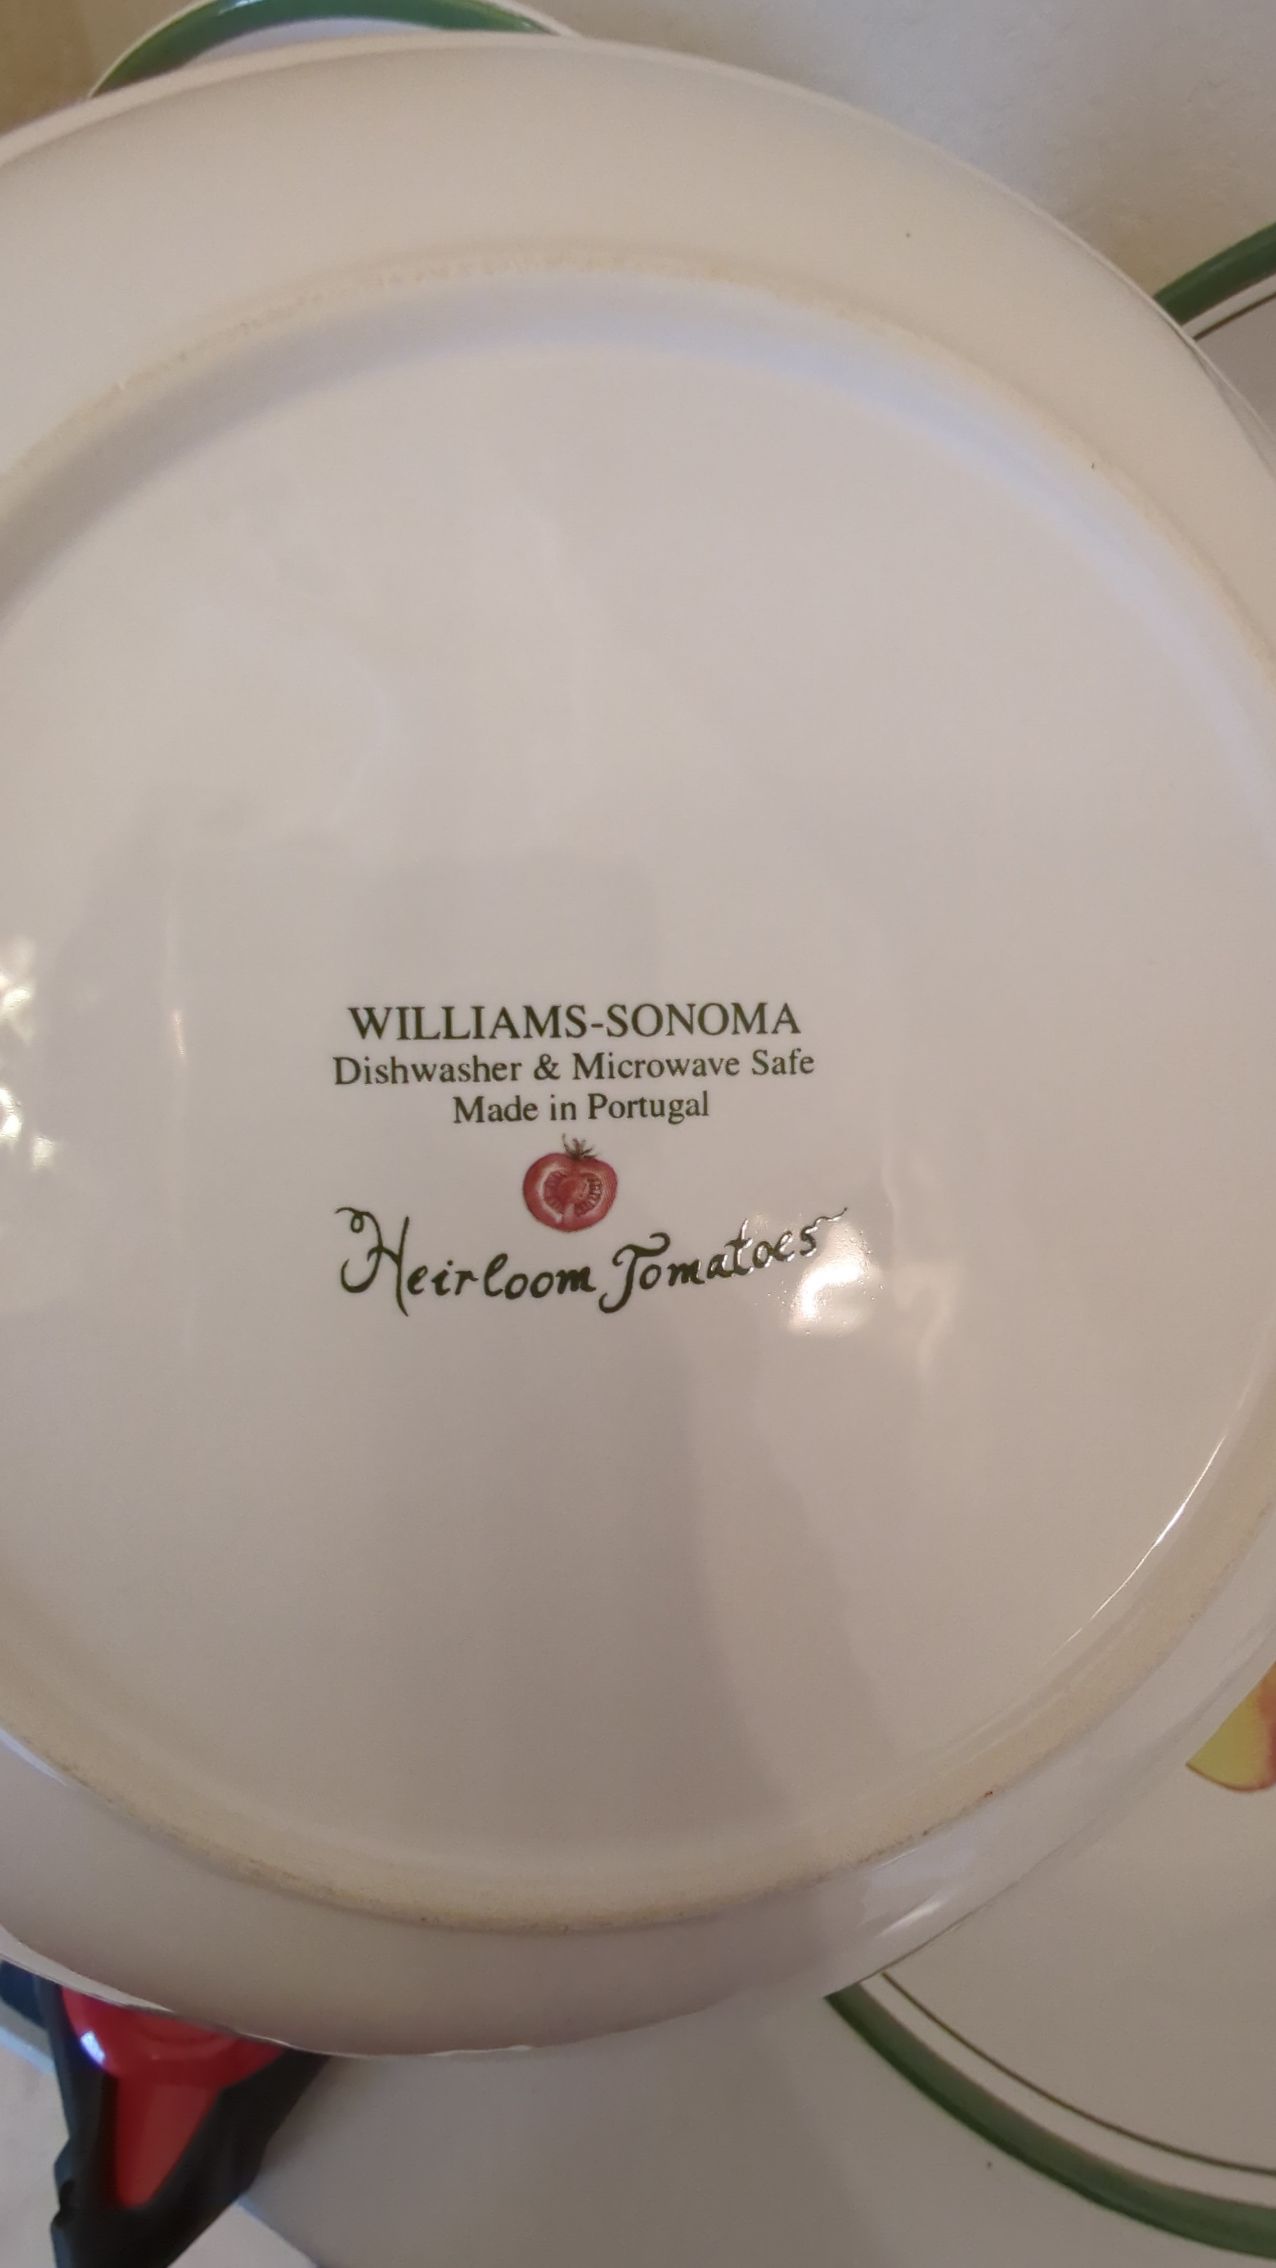 WILLIAMS-SONOMA
Dishwasher & Microwave Safe
Made in Portugal
Heirloom Tomatoes